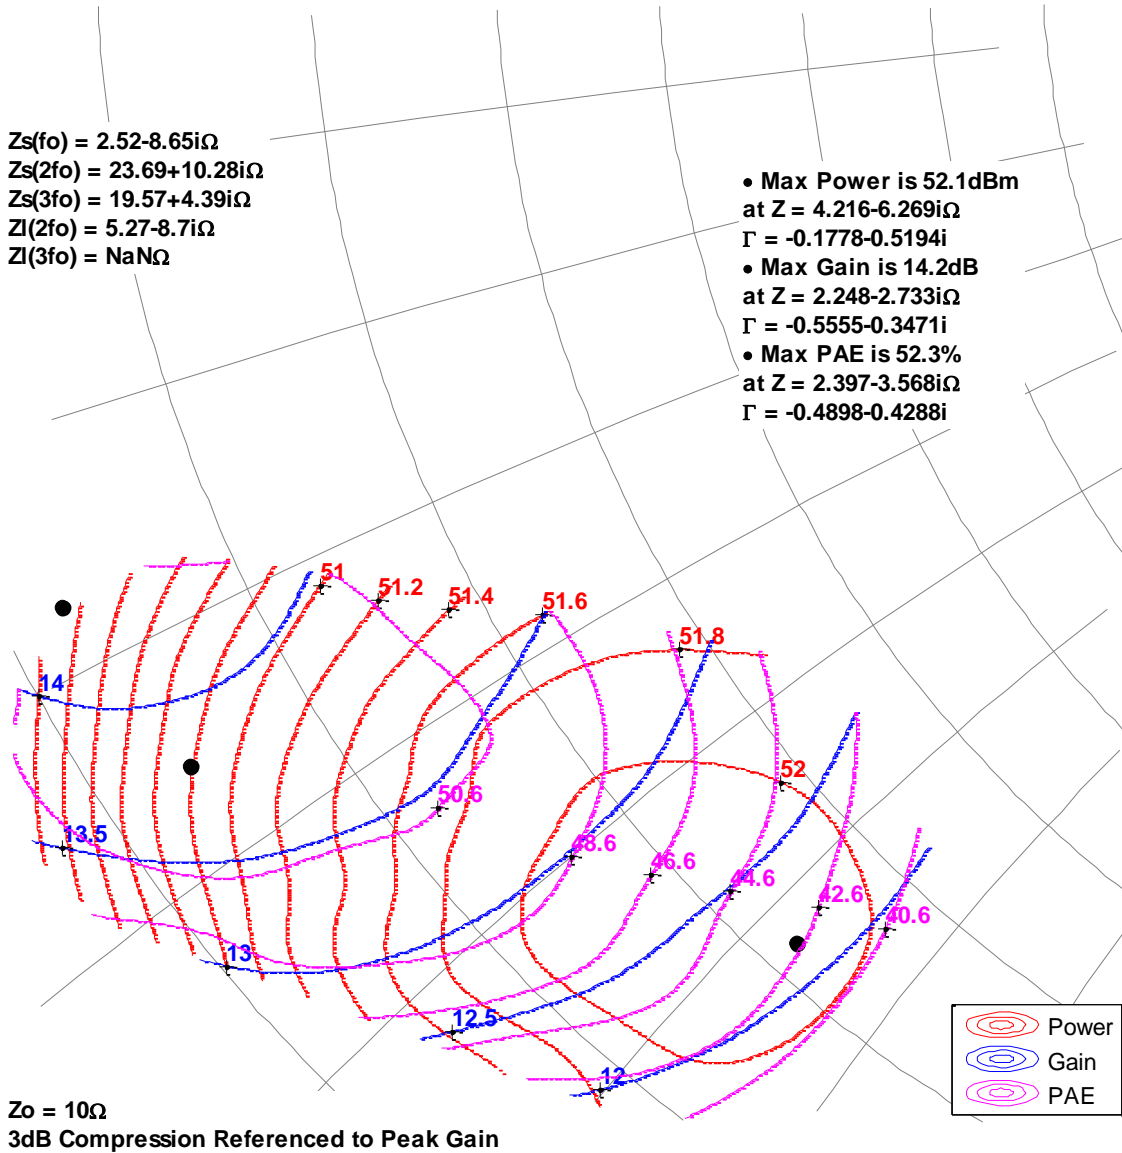 Zs(fo) = 2.52-8.65iΩ
Zs(2fo) = 23.69+10.28iΩ
Zs(3fo) = 19.57+4.39iΩ
Zl(2fo) = 5.27-8.7iΩ
Zl(3fo) = NaNΩ
• Max Power is 52.1dBm
at Z = 4.216-6.269iΩ
Γ = -0.1778-0.5194i
• Max Gain is 14.2dB
at Z = 2.248-2.733iΩ
Γ = -0.5555-0.3471i
• Max PAE is 52.3%
at Z = 2.397-3.568iΩ
Γ = -0.4898-0.4288i
51
51.2
51.4
51.6
51.8
14
52
50.6
13.5
48.6
46.6
44.6
42.6
40.6
13
12.5
12
Power
Gain
PAE
Zo = 10Ω
3dB Compression Referenced to Peak Gain